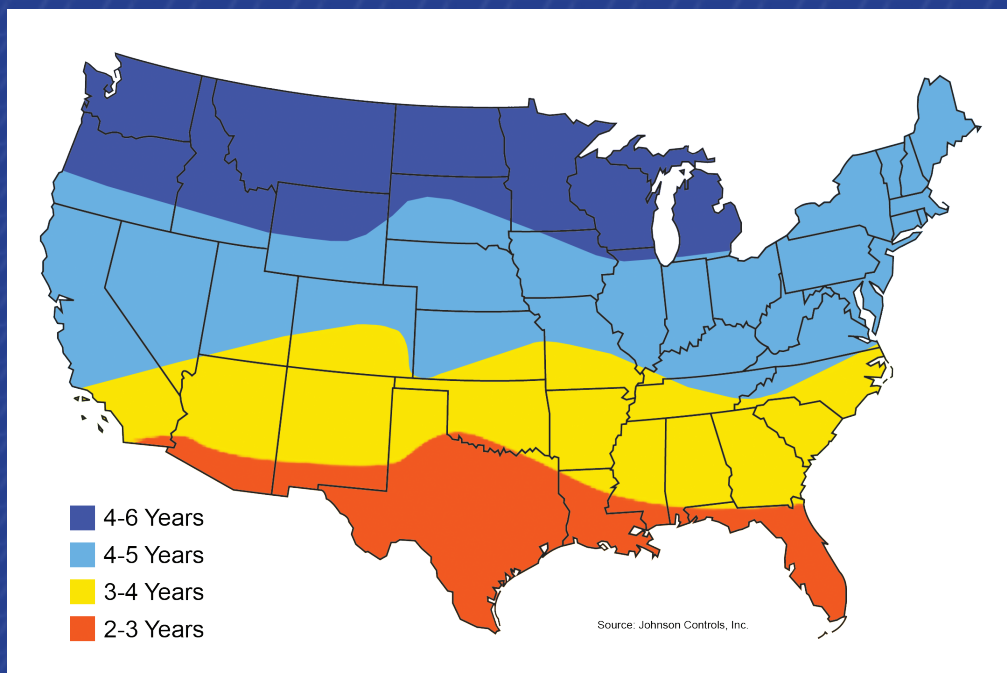 4-6 Years
4-5 Years
3-4 Years
2-3 Years
Source: Johnson Controls, Inc.